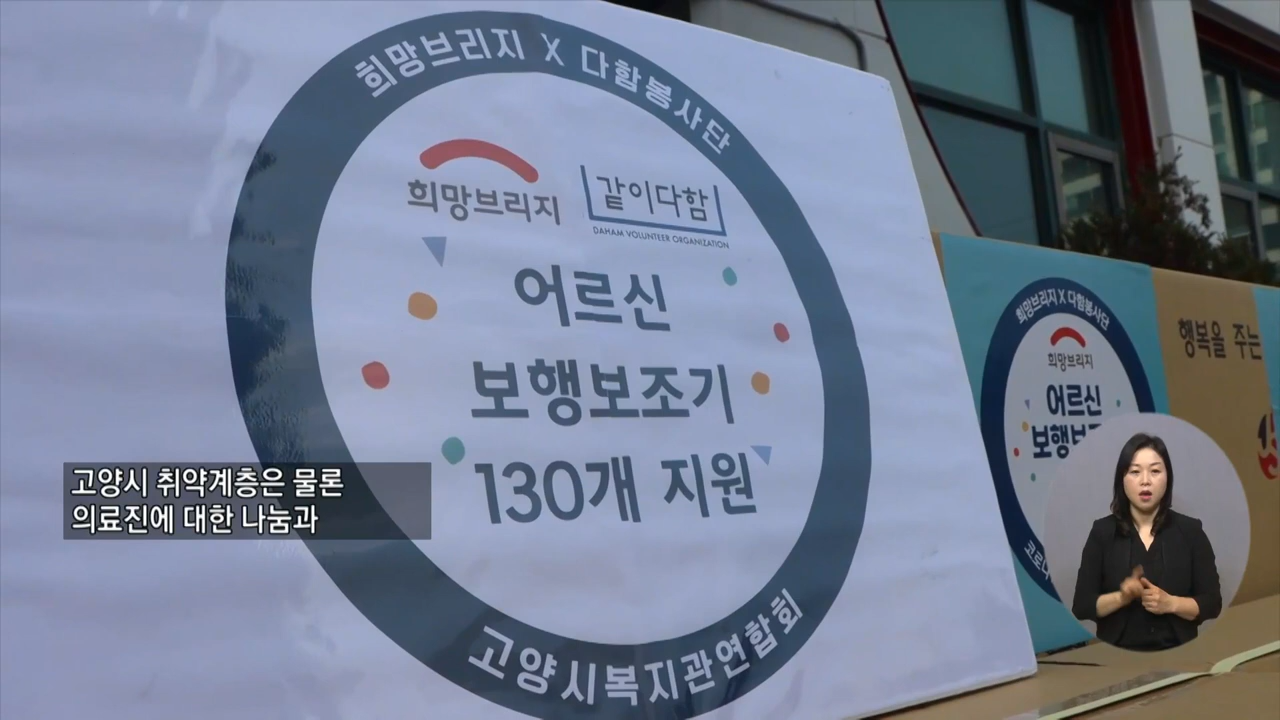 희망브리지 X 다함봉사단
희망브리지
같이다함
DAHAM VOLUNTEER ORGANIZATION
어르신
보행보조기
130개 지원
고양시복지관연합회
희망브리지 X 다함봉사단
희망브리지
어르신
행복을 주는
고양시 취약계층은 물론
의료진에 대한 나눔과